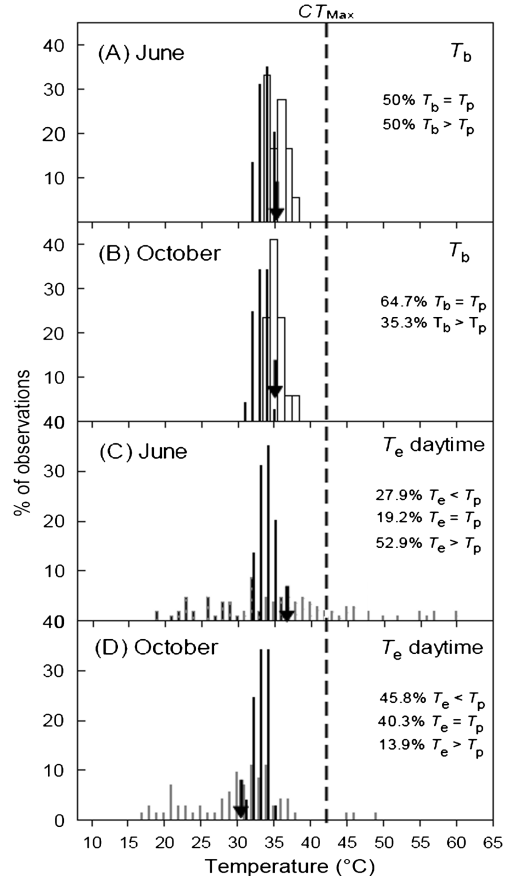 CTMax
(A) June
Tb
50% Tb = Tp
50% Tb > Tp
40
30
20
10
(B) October
Tb
64.7% Tb = Tp
35.3% Tb > Tp
40
30
20
10
% of observations
40
(C) June
Te daytime
27.9% Te < Tp
19.2% Te = Tp
52.9% Te > Tp
30
20
10
40
(D) October
Te daytime
45.8% Te < Tp
40.3% Te = Tp
13.9% Te > Tp
30
20
10
0
10 15 20 25 30 35 40 45 50 55 60 65
Temperature (°C)